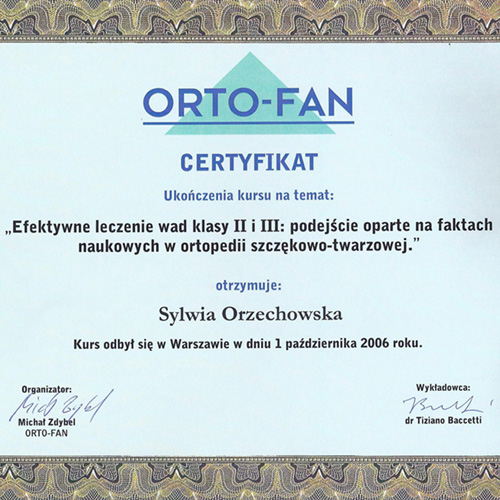 ORTO-FAN
CERTYFIKAT
Ukończenia kursu na temat:
„Efektywne leczenie wad klasy II i III: podejście oparte na faktach
naukowych w ortopedii szczękowo-twarzowej.”
otrzymuje:
Sylwia Orzechowska
Kurs odbył się w Warszawie w dniu 1 października 2006 roku.
Organizator:
Michał Zdybel
ORTO-FAN
Wykładowca:
dr Tiziano Baccetti